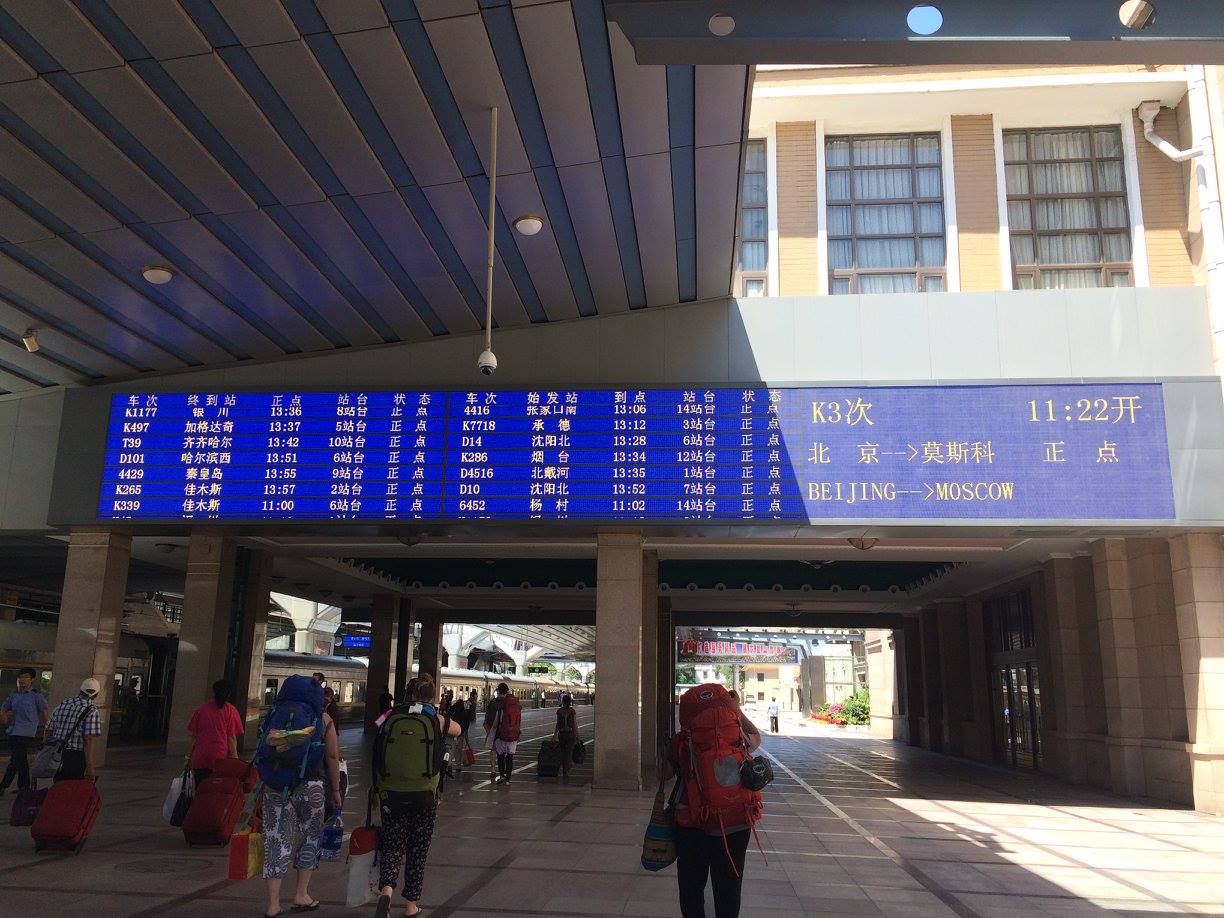 车次 终到站 正点 站台 状态
K1177 银川 13:36 8站台 正点
K497 加格达奇 13:37 5站台 正点
T39 齐齐哈尔 13:42 10站台 正点
D101 哈尔滨西 13:51 6站台 正点
4429 秦皇岛 13:55 9站台 正点
K265 佳木斯 13:57 2站台 正点
K339 佳木斯 11:00 6站台 正点
车次 始发站 到点 站台 状态
4416 张家口南 13:06 14站台 正点
K7718 承德 13:12 3站台 正点
D14 沈阳北 13:28 6站台 正点
K286 烟台 13:34 12站台 正点
D4516 北戴河 13:35 1站台 正点
D10 沈阳北 13:52 7站台 正点
6452 杨村 11:02 14站台 正点
K3次 11:22开
北京-->莫斯科 正点
BEIJING-->MOSCOW